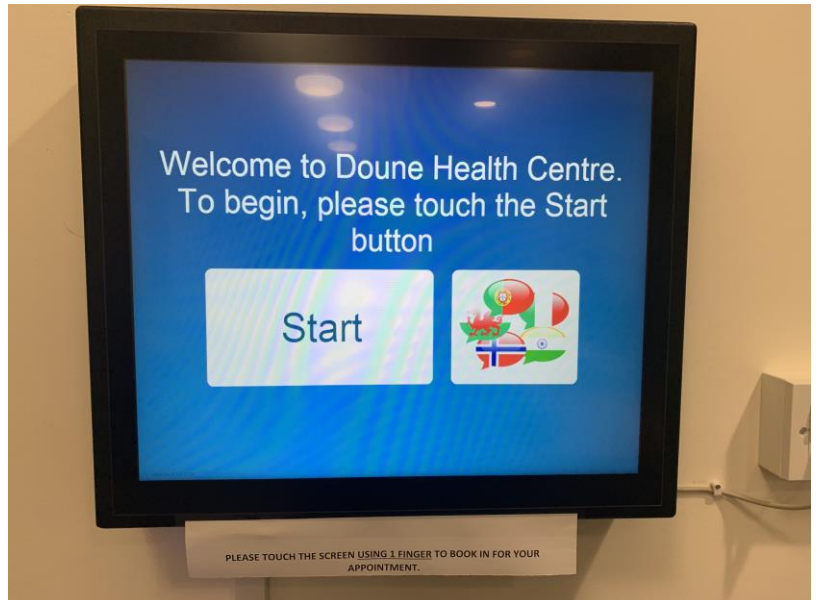 Welcome to Doune Health Centre.
To begin, please touch the Start
button
Start
PLEASE TOUCH THE SCREEN USING 1 FINGER TO BOOK IN FOR YOUR
APPOINTMENT.